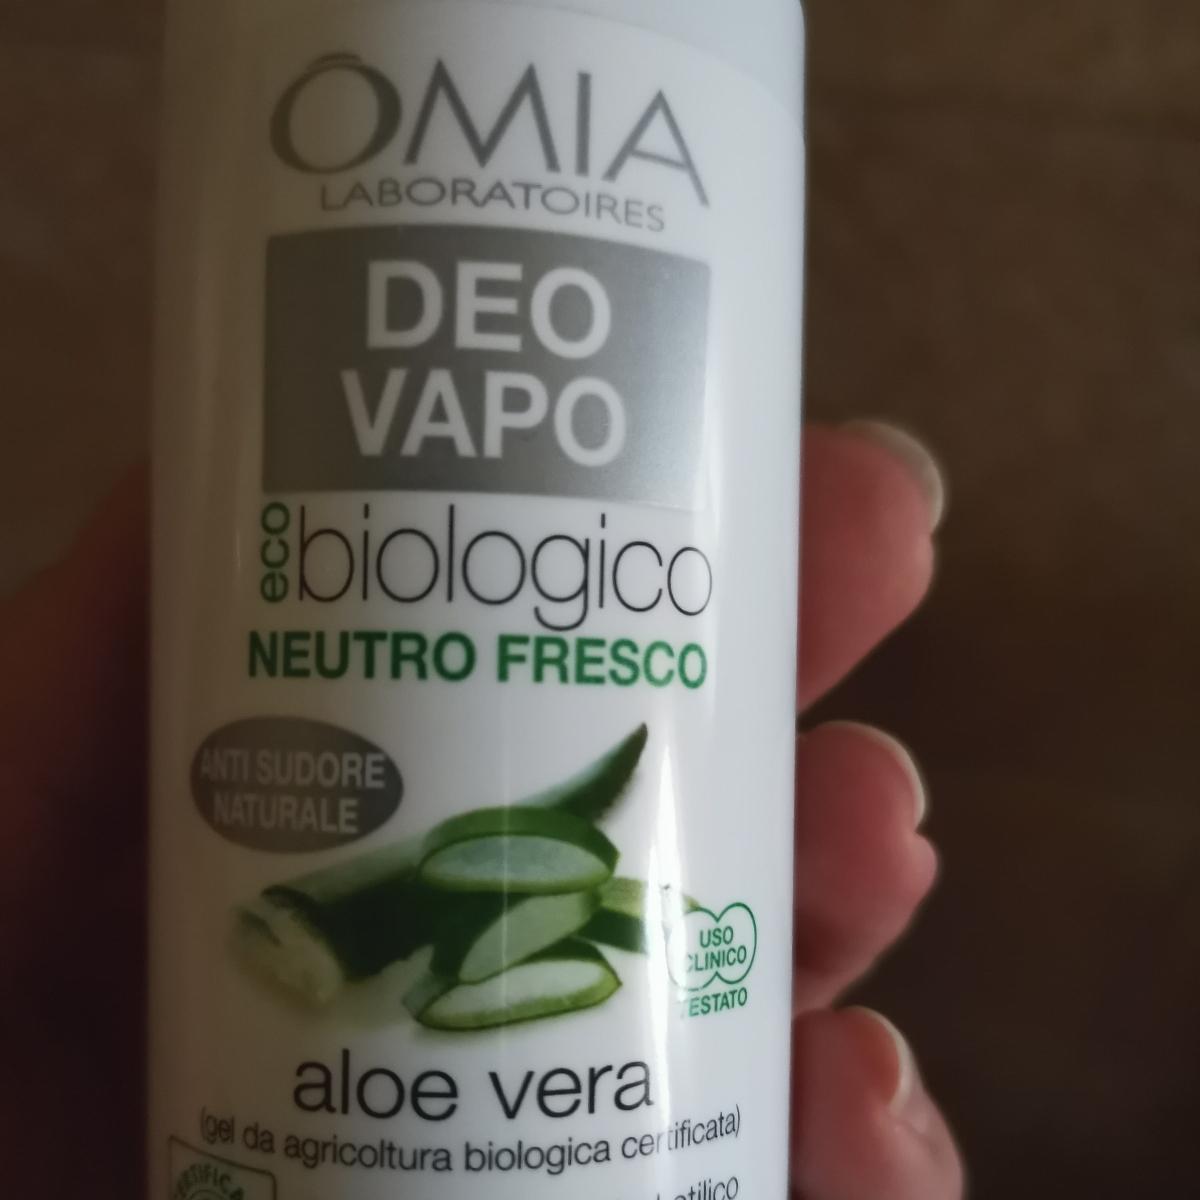 ŌMIA
LABORATOIRES
DEO
VAPO
eco biologico
NEUTRO FRESCO
ANTI SUDORE
NATURALE
USO
CLINICO
TESTATO
aloe vera
(gel da agricoltura biologica certificata)